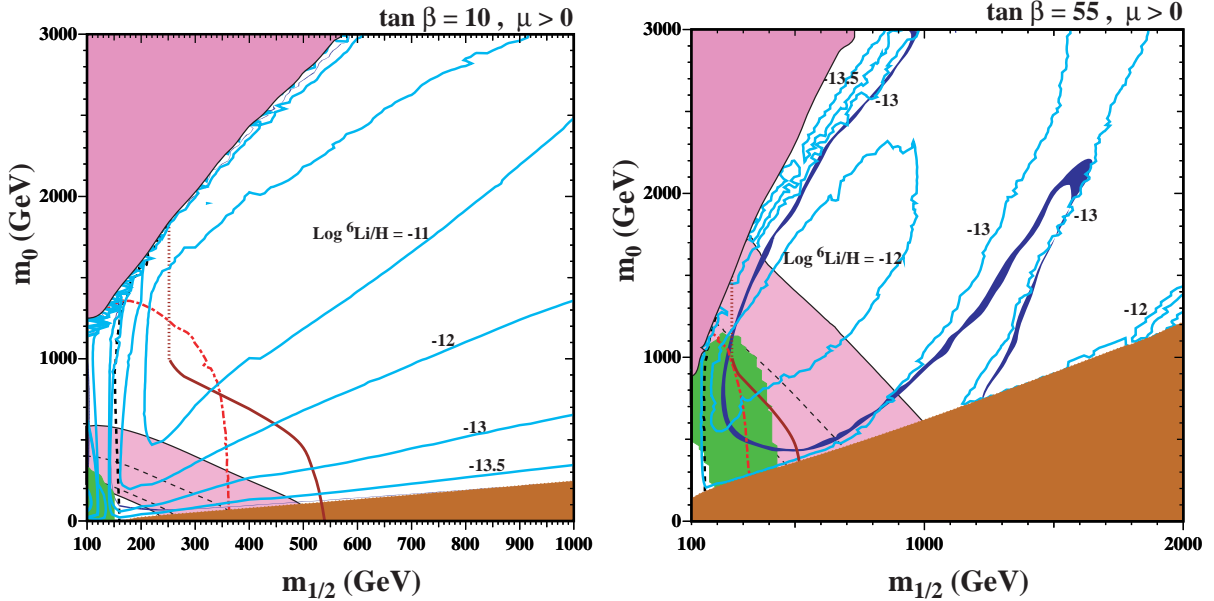 tan β = 10 , μ > 0
3000
2000
1000
0
m0 (GeV)
Log 6Li/H = -11
-12
-13
-13.5
100 200 300 400 500 600 700 800 900 1000
m1/2 (GeV)
tan β = 55 , μ > 0
3000
2000
1000
0
m0 (GeV)
-13.5
-13
Log 6Li/H = -12
-13
-13
-12
100 1000 2000
m1/2 (GeV)